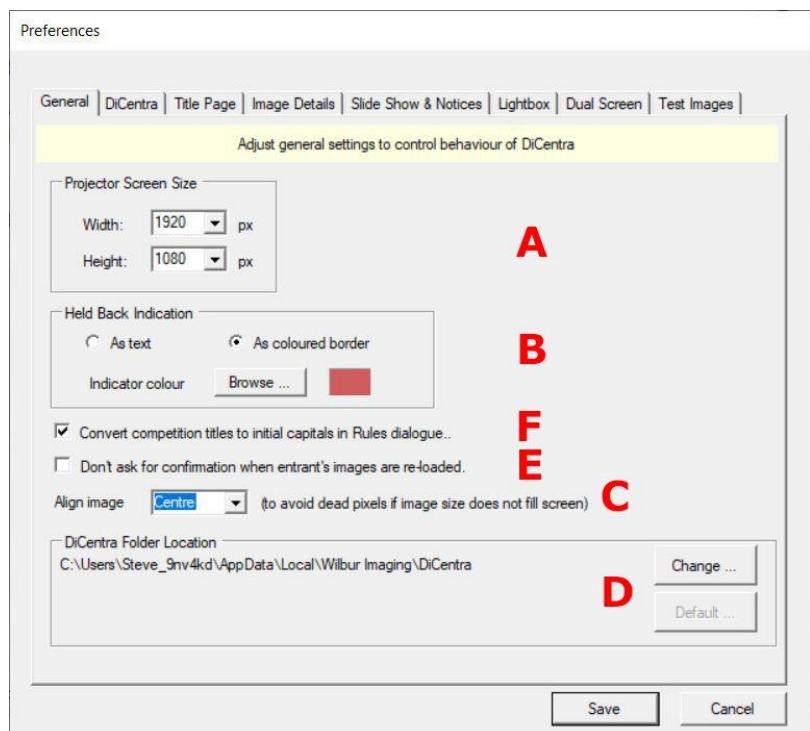 Preferences
General DiCentra Title Page Image Details Slide Show & Notices Lightbox Dual Screen Test Images
Adjust general settings to control behaviour of DiCentra
Projector Screen Size
Width: 1920 px
Height: 1080 px
A
Held Back Indication
As text As coloured border
Indicator colour Browse ...
B
Convert competition titles to initial capitals in Rules dialogue.. F
Don't ask for confirmation when entrant's images are re-loaded. E
Align image Centre (to avoid dead pixels if image size does not fill screen) C
DiCentra Folder Location
C:\Users\Steve_9nv4kd\AppData\Local\Wilbur Imaging\DiCentra Change ...
D Default ...
Save Cancel